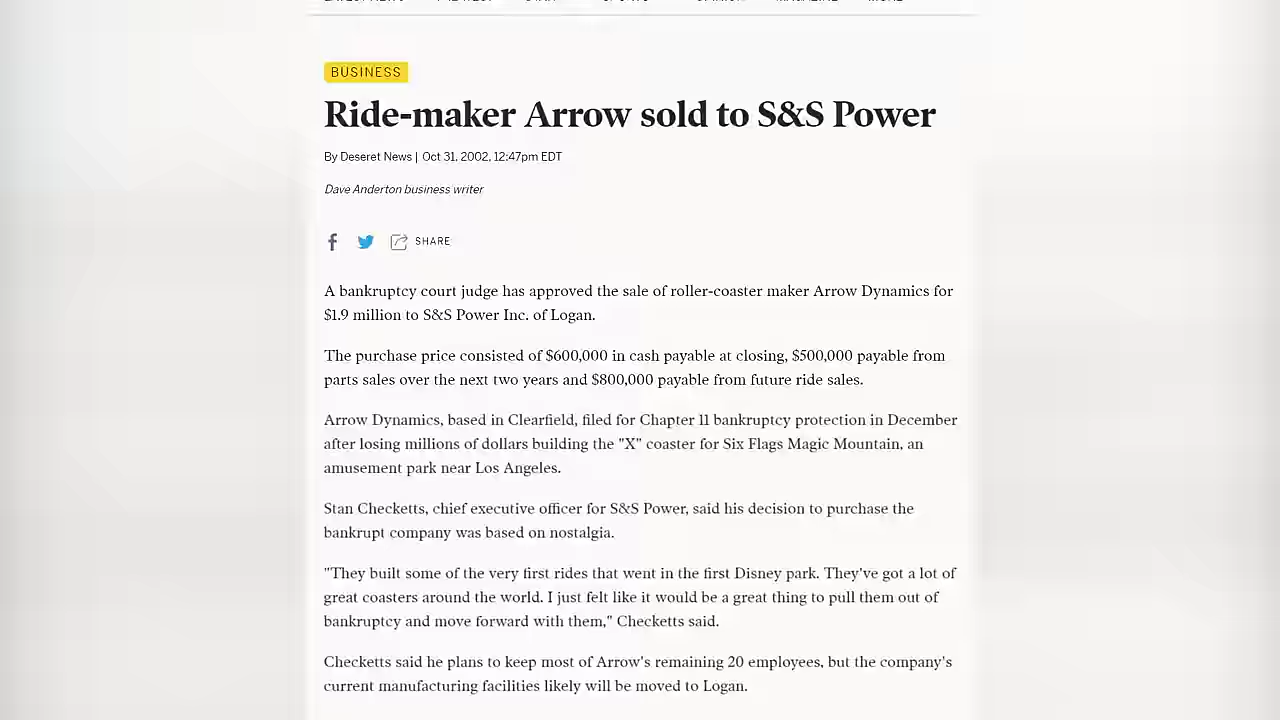 BUSINESS
Ride-maker Arrow sold to S&S Power
By Deseret News | Oct 31, 2002, 12:47pm EDT
Dave Anderton business writer
SHARE
A bankruptcy court judge has approved the sale of roller-coaster maker Arrow Dynamics for
$1.9 million to S&S Power Inc. of Logan.
The purchase price consisted of $600,000 in cash payable at closing, $500,000 payable from
parts sales over the next two years and $800,000 payable from future ride sales.
Arrow Dynamics, based in Clearfield, filed for Chapter 11 bankruptcy protection in December
after losing millions of dollars building the "X" coaster for Six Flags Magic Mountain, an
amusement park near Los Angeles.
Stan Checketts, chief executive officer for S&S Power, said his decision to purchase the
bankrupt company was based on nostalgia.
"They built some of the very first rides that went in the first Disney park. They've got a lot of
great coasters around the world. I just felt like it would be a great thing to pull them out of
bankruptcy and move forward with them," Checketts said.
Checketts said he plans to keep most of Arrow's remaining 20 employees, but the company's
current manufacturing facilities likely will be moved to Logan.